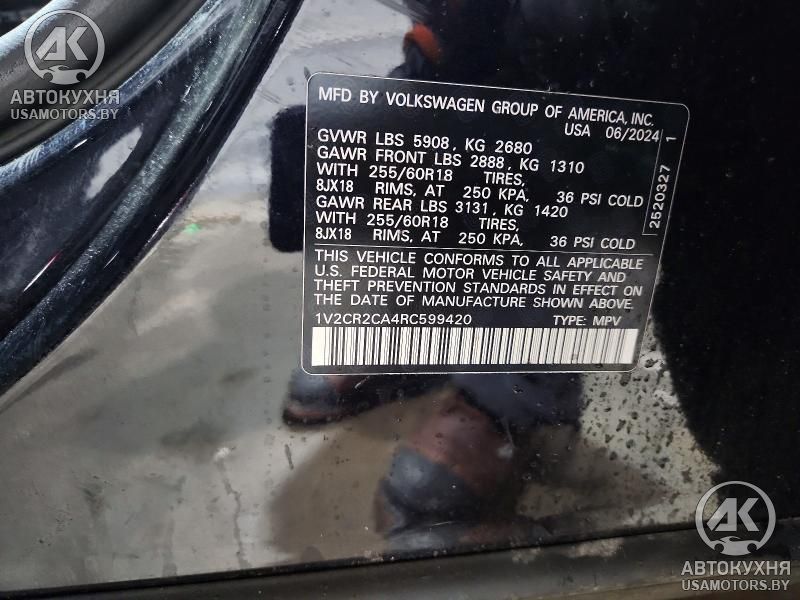 АК
АВТОКУХНЯ
USAMOTORS.BY
MFD BY VOLKSWAGEN GROUP OF AMERICA, INC.
USA 06/2024
GVWR LBS 5908, KG 2680
GAWR FRONT LBS 2888, KG 1310
WITH 255/60R18 TIRES,
8JX18 RIMS, AT 250 KPA, 36 PSI COLD
GAWR REAR LBS 3131, KG 1420
WITH 255/60R18 TIRES,
8JX18 RIMS, AT 250 KPA, 36 PSI COLD
THIS VEHICLE CONFORMS TO ALL APPLICABLE
U.S. FEDERAL MOTOR VEHICLE SAFETY AND
THEFT PREVENTION STANDARDS IN EFFECT ON
THE DATE OF MANUFACTURE SHOWN ABOVE.
1V2CR2CA4RC599420 TYPE: MPV
2520327 1
АК
АВТОКУХНЯ
USAMOTORS.BY